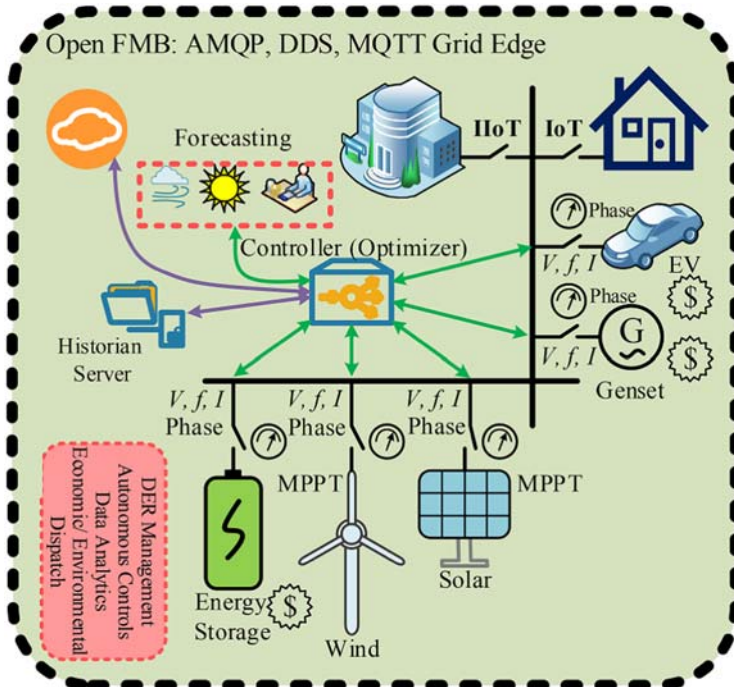 Open FMB: AMQP, DDS, MQTT Grid Edge
Forecasting
IIoT
IoT
Controller (Optimizer)
Phase
V, f, I
EV
$
Historian
Server
Phase
V, f, I
G
Genset
$
V, f, I
Phase
V, f, I
Phase
V, f, I
Phase
MPPT
MPPT
DER Management
Autonomous Controls
Data Analytics
Economic/ Environmental
Dispatch
Energy
Storage
$
Wind
Solar